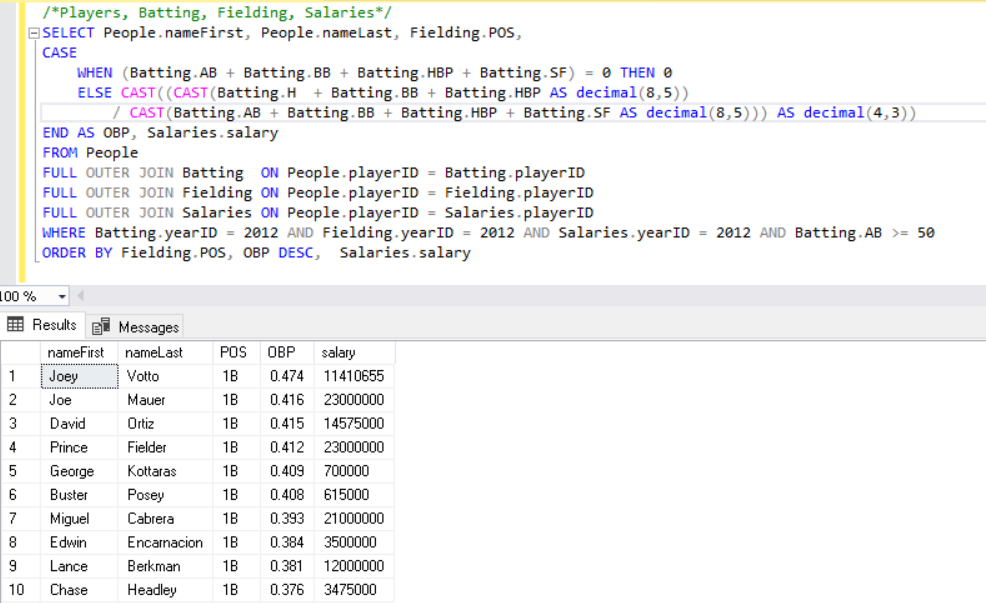 /*Players, Batting, Fielding, Salaries*/
SELECT People.nameFirst, People.nameLast, Fielding.POS,
CASE
WHEN (Batting.AB + Batting.BB + Batting.HBP + Batting.SF) = 0 THEN 0
ELSE CAST((CAST(Batting.H  + Batting.BB + Batting.HBP AS decimal(8,5))
/ CAST(Batting.AB + Batting.BB + Batting.HBP + Batting.SF AS decimal(8,5))) AS decimal(4,3))
END AS OBP, Salaries.salary
FROM People
FULL OUTER JOIN Batting  ON People.playerID = Batting.playerID
FULL OUTER JOIN Fielding ON People.playerID = Fielding.playerID
FULL OUTER JOIN Salaries ON People.playerID = Salaries.playerID
WHERE Batting.yearID = 2012 AND Fielding.yearID = 2012 AND Salaries.yearID = 2012 AND Batting.AB >= 50
ORDER BY Fielding.POS, OBP DESC,  Salaries.salary
100 %
Results Messages
nameFirst nameLast POS OBP salary
1 Joey Votto 1B 0.474 11410655
2 Joe Mauer 1B 0.416 23000000
3 David Ortiz 1B 0.415 14575000
4 Prince Fielder 1B 0.412 23000000
5 George Kottaras 1B 0.409 700000
6 Buster Posey 1B 0.408 615000
7 Miguel Cabrera 1B 0.393 21000000
8 Edwin Encarnacion 1B 0.384 3500000
9 Lance Berkman 1B 0.381 12000000
10 Chase Headley 1B 0.376 3475000